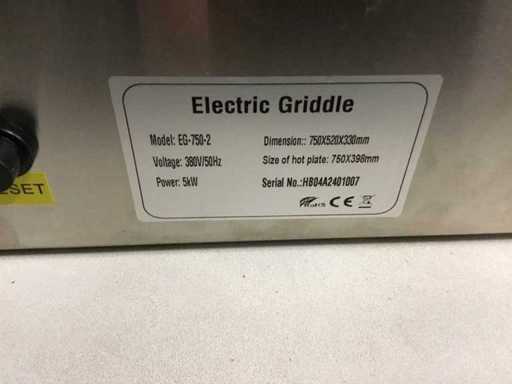 Electric Griddle
Model: EG-750-2
Dimension:: 750X520X330mm
Voltage: 380V/50Hz
Size of hot plate: 750X398mm
Power: 5kW
Serial No.:HB04A2401007
CE
ESET